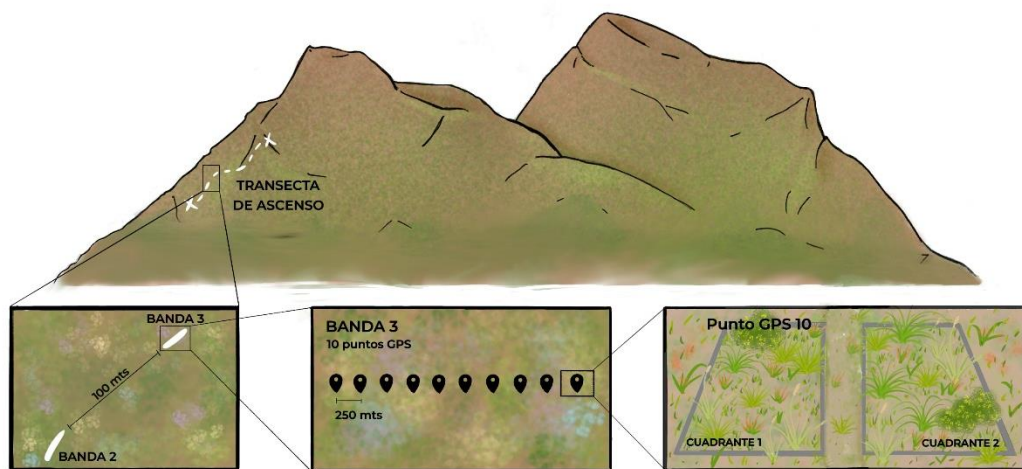 TRANSECTA
DE ASCENSO
BANDA 3
100 mts
BANDA 2
BANDA 3
10 puntos GPS
250 mts
Punto GPS 10
CUADRANTE 1
CUADRANTE 2